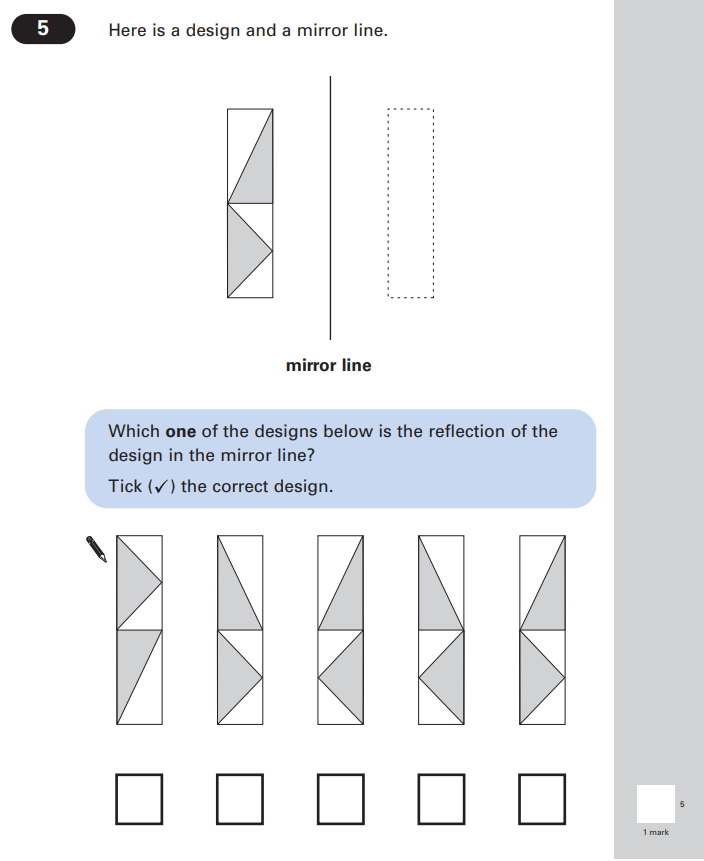 5
Here is a design and a mirror line.
mirror line
Which one of the designs below is the reflection of the
design in the mirror line?
Tick (✓) the correct design.
5
1 mark